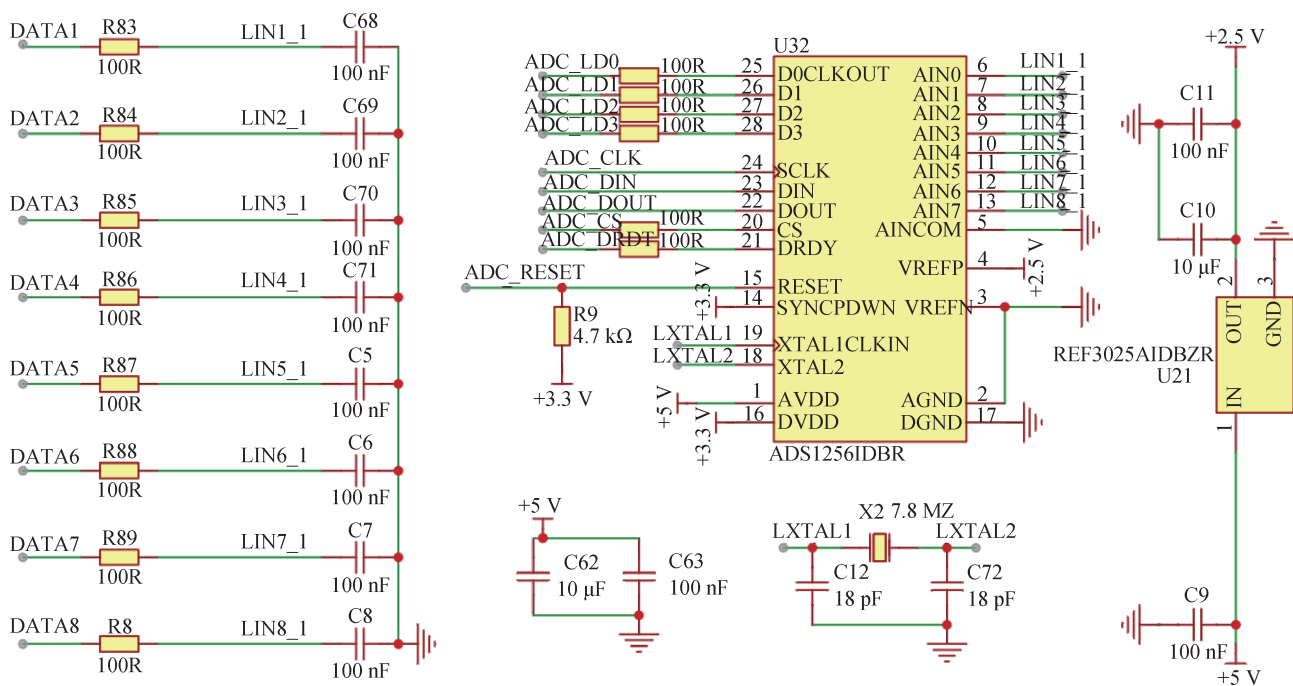 DATA1 R83 LIN1_1 C68
100R 100 nF
DATA2 R84 LIN2_1 C69
100R 100 nF
DATA3 R85 LIN3_1 C70
100R 100 nF
DATA4 R86 LIN4_1 C71
100R 100 nF
DATA5 R87 LIN5_1 C5
100R 100 nF
DATA6 R88 LIN6_1 C6
100R 100 nF
DATA7 R89 LIN7_1 C7
100R 100 nF
DATA8 R8 LIN8_1 C8
100R 100 nF
U32
ADC_LD0 100R 25 D0CLKOUT AIN0 6 LIN1_1
ADC_LD1 100R 26 D1 AIN1 7 LIN2_1
ADC_LD2 100R 27 D2 AIN2 8 LIN3_1
ADC_LD3 100R 28 D3 AIN3 9 LIN4_1
AIN4 10 LIN5_1
ADC_CLK 24 SCLK AIN5 11 LIN6_1
ADC_DIN 23 DIN AIN6 12 LIN7_1
ADC_DOUT 22 DOUT AIN7 13 LIN8_1
ADC_CS 100R 20 CS AINCOM 5
ADC_DRDT 100R 21 DRDY
VREFP 4 +2.5 V
ADC_RESET 15 RESET
+3.3 V 14 SYNCPDWN VREFN 3
R9
4.7 kΩ
+3.3 V
LXTAL1 19 XTAL1CLKIN
LXTAL2 18 XTAL2
+5 V 1 AVDD AGND 2
+3.3 V 16 DVDD DGND 17
ADS1256IDBR
+5 V
C62
10 μF
C63
100 nF
X2 7.8 MZ
LXTAL1 LXTAL2
C12
18 pF
C72
18 pF
+2.5 V
C11
100 nF
C10
10 μF
2 3
OUT GND
REF3025AIDBZR
U21
IN
1
C9
100 nF
+5 V